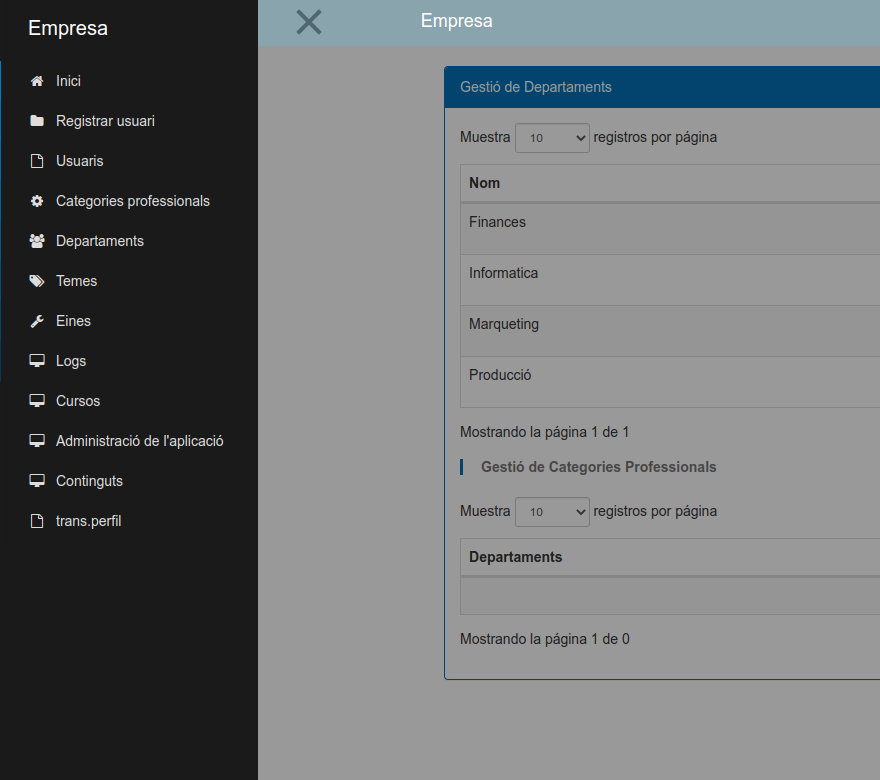 Empresa
Inici
Registrar usuari
Usuaris
Categories professionals
Departaments
Temes
Eines
Logs
Cursos
Administració de l'aplicació
Continguts
trans.perfil
Empresa
Gestió de Departaments
Muestra 10 registros por página
Nom
Finances
Informatica
Marqueting
Producció
Mostrando la página 1 de 1
Gestió de Categories Professionals
Muestra 10 registros por página
Departaments
Mostrando la página 1 de 0